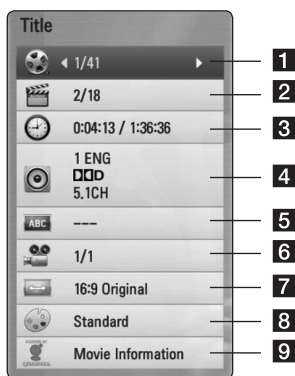 Title
1/41 1
2/18 2
0:04:13 / 1:36:36 3
1 ENG
DD D 4
5.1CH
ABC --- 5
1/1 6
16:9 Original 7
Standard 8
Movie Information 9